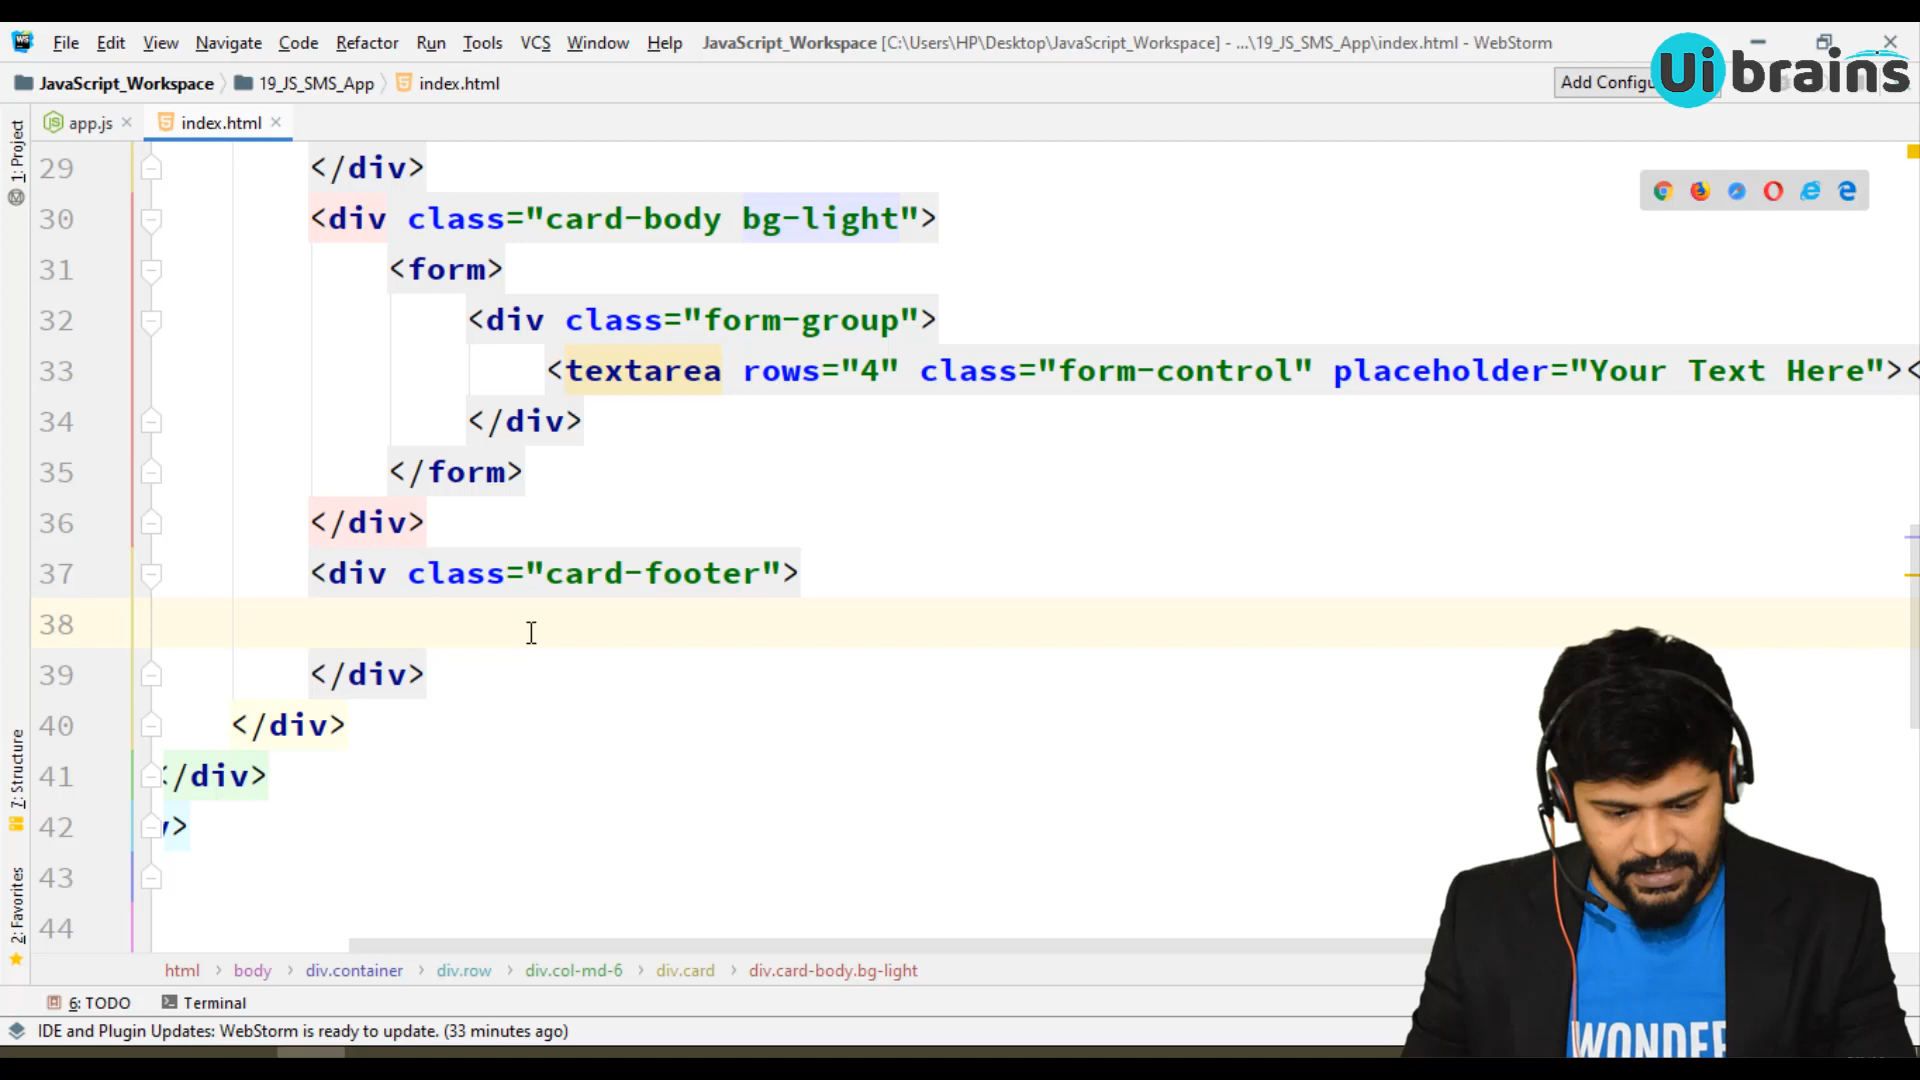 File Edit View Navigate Code Refactor Run Tools VCS Window Help JavaScript_Workspace [C:\Users\HP\Desktop\JavaScript_Workspace] - ...\19_JS_SMS_App\index.html - WebStorm
JavaScript_Workspace 19_JS_SMS_App index.html Add Configu
Ui brains
app.js index.html
1: Project
29 </div>
30 <div class="card-body bg-light">
31 <form>
32 <div class="form-group">
33 <textarea rows="4" class="form-control" placeholder="Your Text Here"><
34 </div>
35 </form>
36 </div>
37 <div class="card-footer">
38
39 </div>
40 </div>
41 </div>
42 >
43
44
7: Structure
2: Favorites
html body div.container div.row div.col-md-6 div.card div.card-body.bg-light
6: TODO Terminal
IDE and Plugin Updates: WebStorm is ready to update. (33 minutes ago)
WONDER